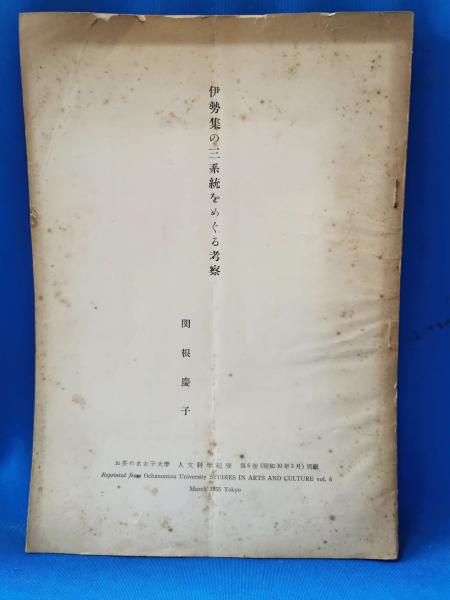 伊勢集の三系統をめぐる考察
関根慶子
お茶の水女子大學 人文科學紀要 第6巻(昭和30年3月)別刷
Reprinted from Ochanomizu University STUDIES IN ARTS AND CULTURE vol. 6
March 1955 Tokyo